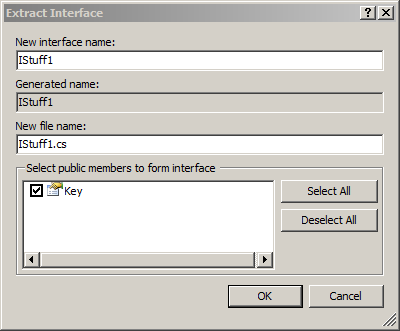 Extract Interface
New interface name:
IStuff1
Generated name:
IStuff1
New file name:
IStuff1.cs
Select public members to form interface
Key
Select All
Deselect All
OK
Cancel